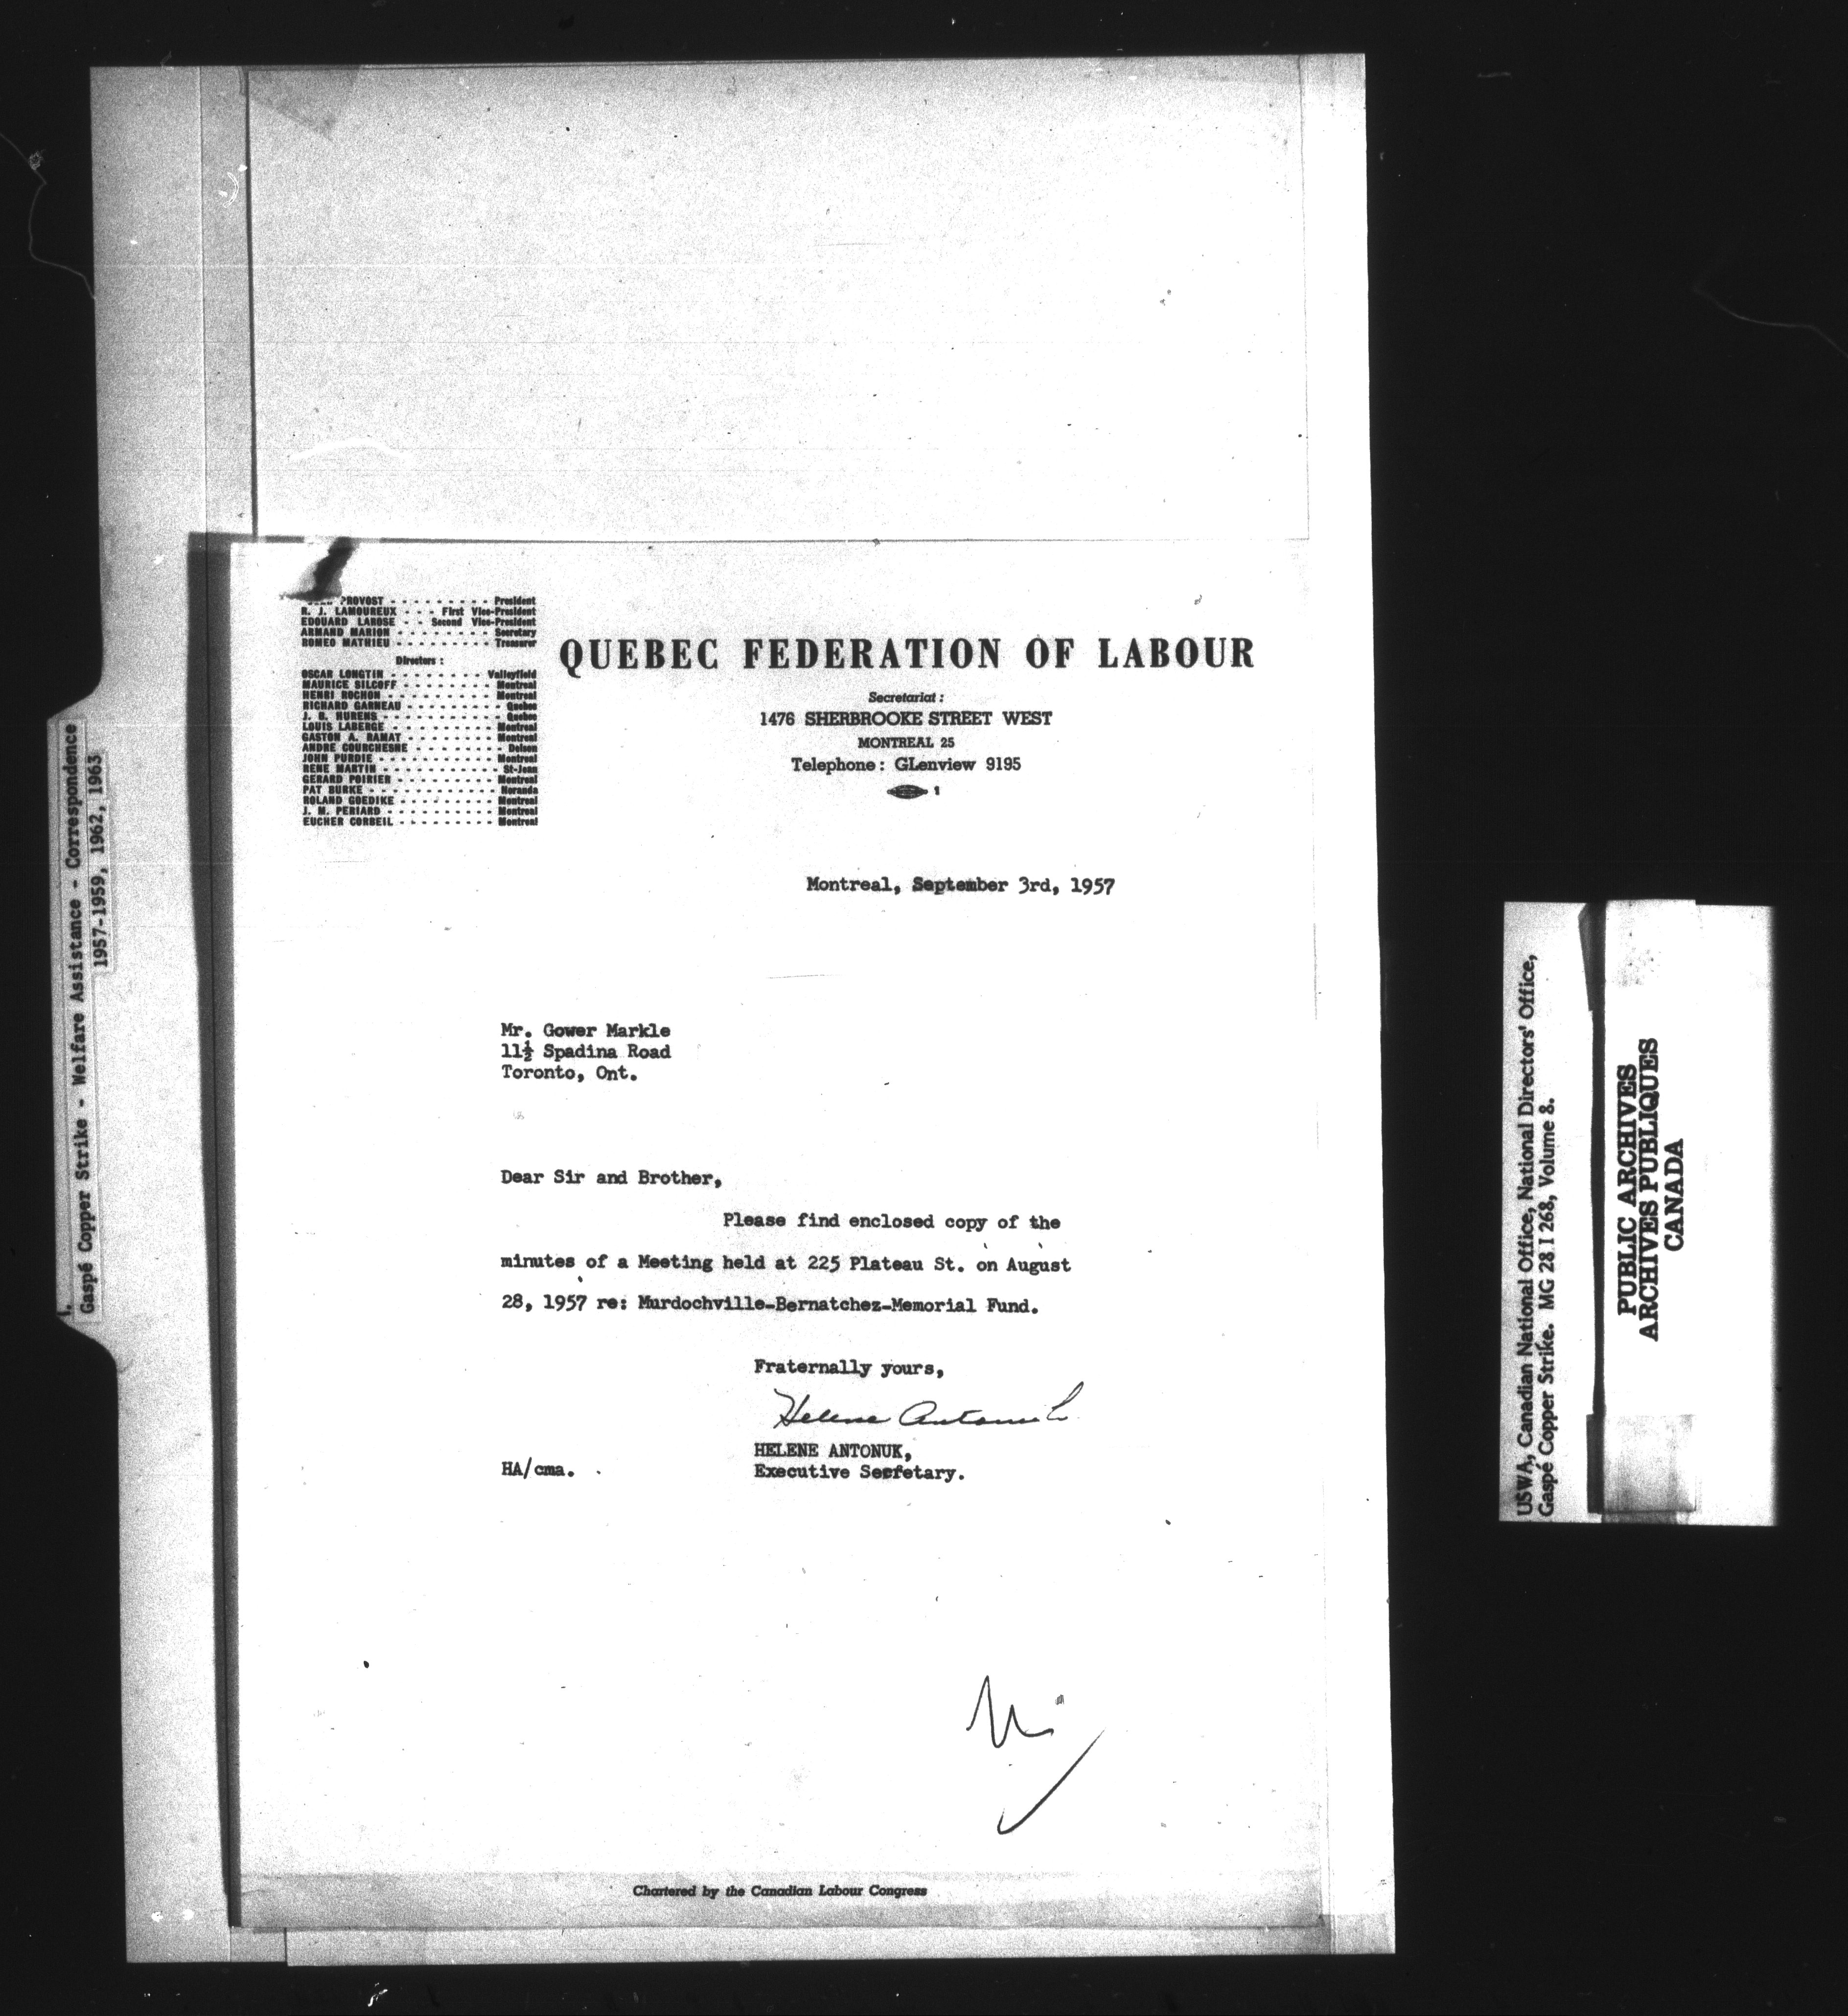 1.
Gaspé Copper Strike - Welfare Assistance - Correspondence
1957-1959, 1962, 1963
PROVOST - - - - - - - - - President
R. J. LAMOUREUX - - - First Vice-President
EDOUARD LAROSE - - Second Vice-President
ARMAND MARION - - - - - - - - Secretary
ROMEO MATHIEU - - - - - - - - - Treasurer
Directors :
OSCAR LONGTIN - - - - - - - - Valleyfield
MAURICE SILCOFF - - - - - - - - Montreal
HENRI ROCHON - - - - - - - - - Montreal
RICHARD GARNEAU - - - - - - - - Quebec
J. B. HURENS - - - - - - - - - - Quebec
LOUIS LABERGE - - - - - - - - - Montreal
GASTON A. RAMAT - - - - - - - Montreal
ANDRE COURCHESNE - - - - - - - - Delson
JOHN PURDIE - - - - - - - - - - Montreal
RENE MARTIN - - - - - - - - - - St-Jean
GERARD POIRIER - - - - - - - - Montreal
PAT BURKE - - - - - - - - - - - Noranda
ROLAND GOEDIKE - - - - - - - - Montreal
J. M. PERIARD - - - - - - - - - Montreal
EUCHER CORBEIL - - - - - - - - Montreal
QUEBEC FEDERATION OF LABOUR
Secretariat :
1476 SHERBROOKE STREET WEST
MONTREAL 25
Telephone : GLenview 9195
1
Montreal, September 3rd, 1957
Mr. Gower Markle
11½ Spadina Road
Toronto, Ont.
Dear Sir and Brother,
Please find enclosed copy of the
minutes of a Meeting held at 225 Plateau St. on August
28, 1957 re: Murdochville-Bernatchez-Memorial Fund.
Fraternally yours,
Helene Antonuk
HELENE ANTONUK,
HA/cma.
Executive Secretary.
Chartered by the Canadian Labour Congress
USWA, Canadian National Office, National Directors' Office,
Gaspé Copper Strike. MG 28 I 268, Volume 8.
PUBLIC ARCHIVES
ARCHIVES PUBLIQUES
CANADA